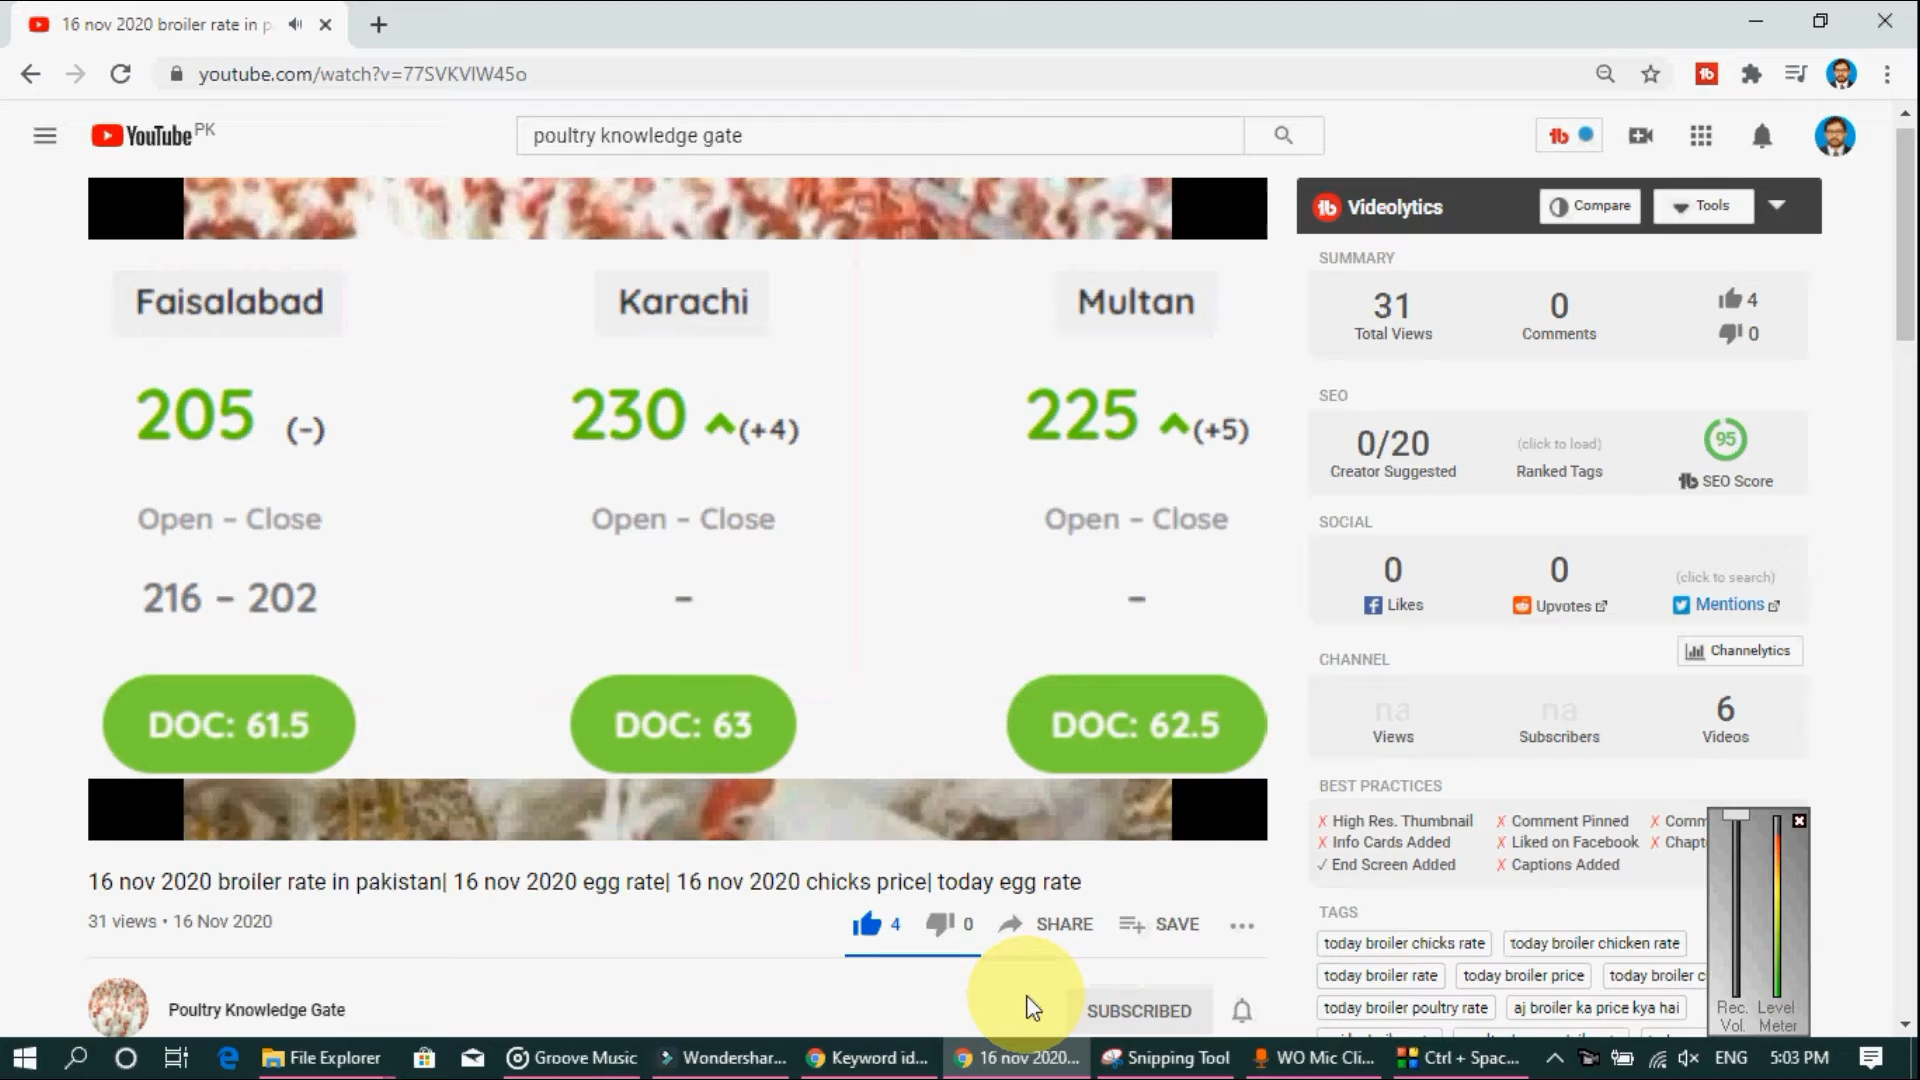 16 nov 2020 broiler rate in p
youtube.com/watch?v=77SVKVIW45o
YouTube PK
poultry knowledge gate
Videolytics
Compare
Tools
Faisalabad Karachi Multan
205 (-) 230 (+4) 225 (+5)
Open - Close Open - Close Open - Close
216 - 202 - -
DOC: 61.5 DOC: 63 DOC: 62.5
16 nov 2020 broiler rate in pakistan| 16 nov 2020 egg rate| 16 nov 2020 chicks price| today egg rate
31 views • 16 Nov 2020
4 0 SHARE SAVE
Poultry Knowledge Gate
SUBSCRIBED
SUMMARY
31 0 4
Total Views Comments 0
SEO
0/20 (click to load) 95
Creator Suggested Ranked Tags SEO Score
SOCIAL
0 0 (click to search)
Likes Upvotes Mentions
CHANNEL Channelytics
na na 6
Views Subscribers Videos
BEST PRACTICES
X High Res. Thumbnail X Comment Pinned X Comm
X Info Cards Added X Liked on Facebook X Chapt
✓ End Screen Added X Captions Added
TAGS
today broiler chicks rate today broiler chicken rate
today broiler rate today broiler price today broiler c
today broiler poultry rate aj broiler ka price kya hai
Rec. Level
Vol. Meter
File Explorer Groove Music Wondershar... Keyword id... 16 nov 2020... Snipping Tool WO Mic Cli... Ctrl + Spac... ENG 5:03 PM